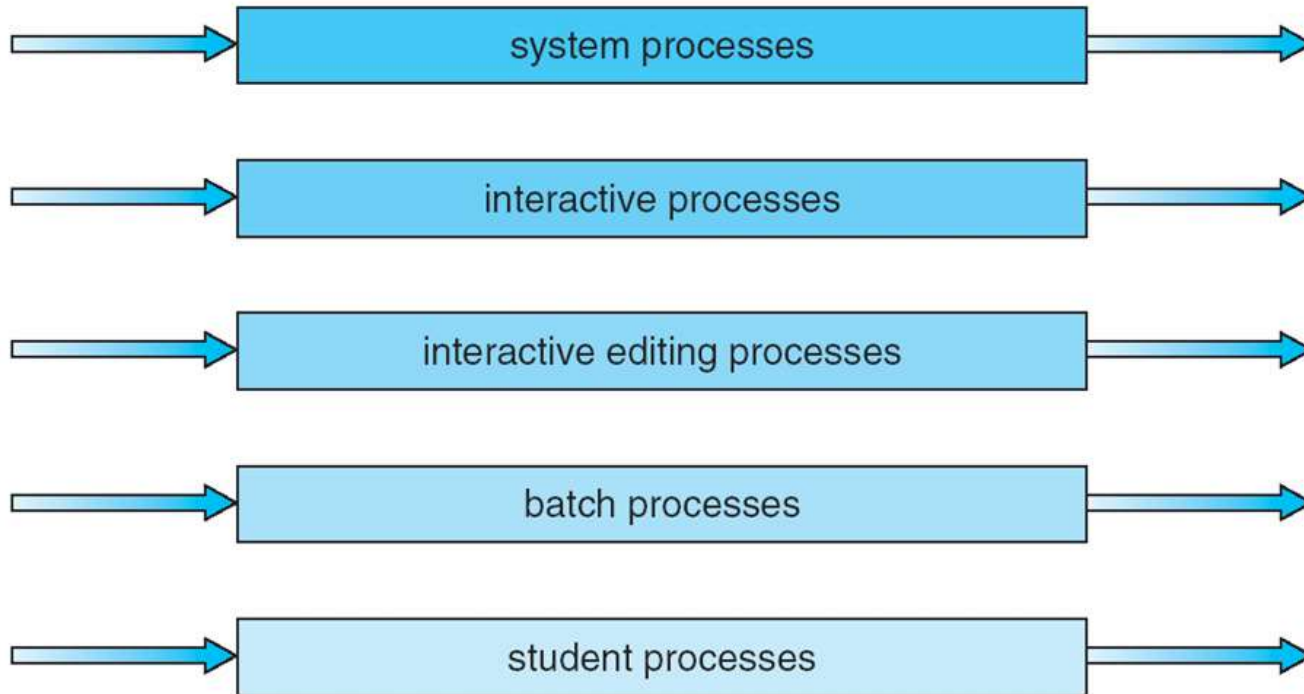 system processes
interactive processes
interactive editing processes
batch processes
student processes